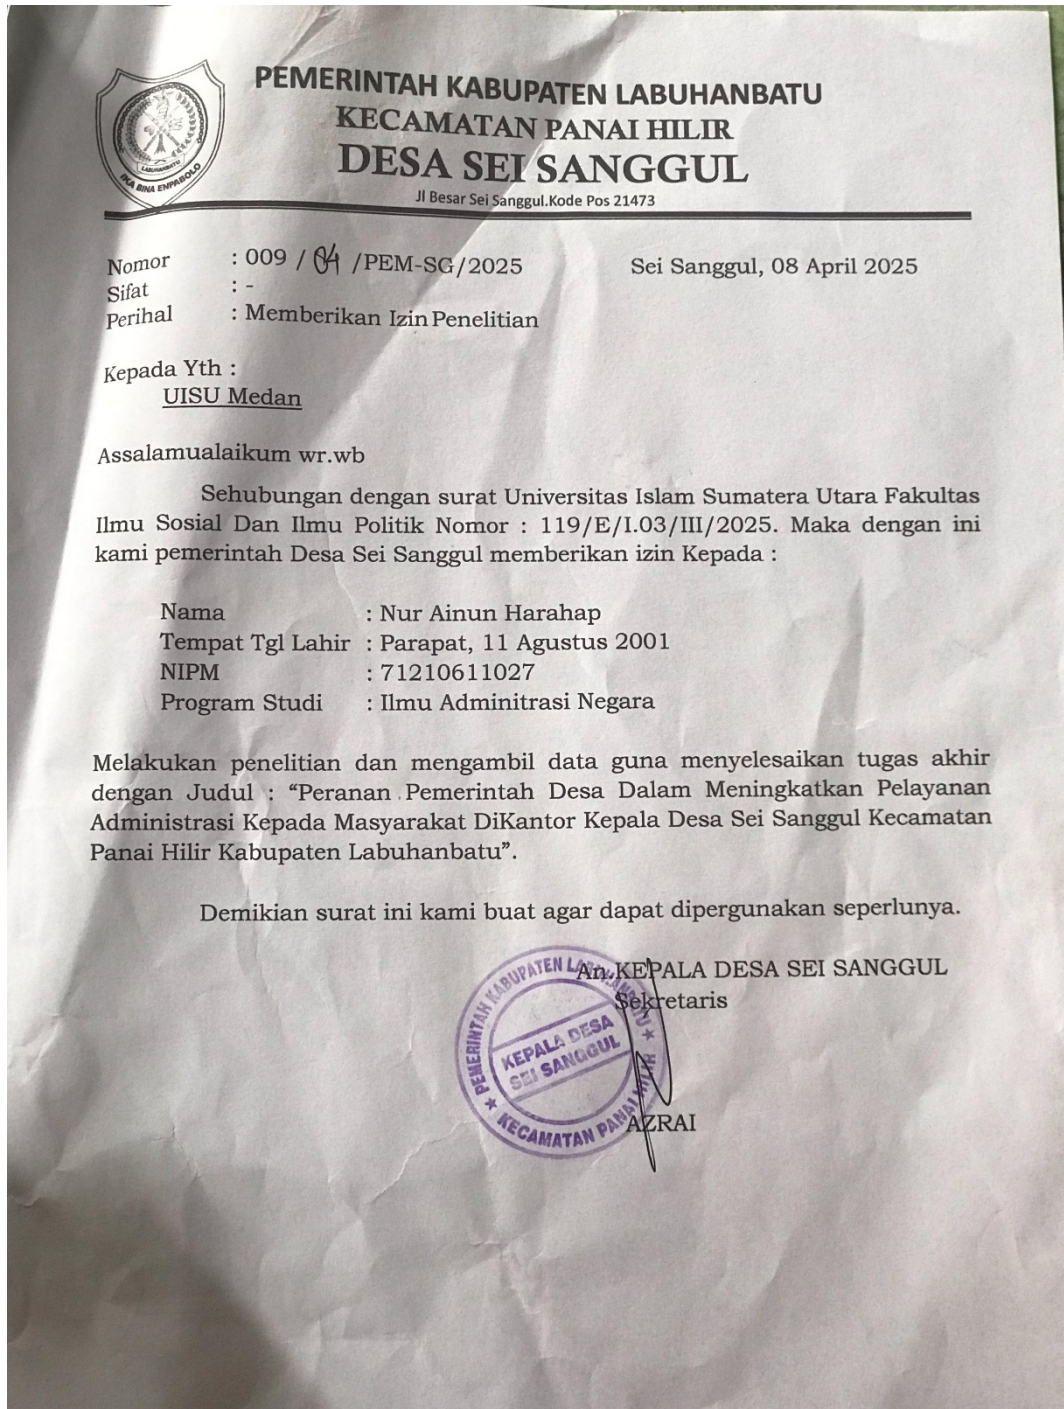 PEMERINTAH KABUPATEN LABUHANBATU
KECAMATAN PANAI HILIR
DESA SEI SANGGUL
Jl Besar Sei Sanggul.Kode Pos 21473
LABUHANBATU
IKA BINA ENPABOLO
Nomor : 009 / 04 /PEM-SG/2025 Sei Sanggul, 08 April 2025
Sifat : -
Perihal : Memberikan Izin Penelitian
Kepada Yth :
UISU Medan
Assalamualaikum wr.wb
Sehubungan dengan surat Universitas Islam Sumatera Utara Fakultas
Ilmu Sosial Dan Ilmu Politik Nomor : 119/E/I.03/III/2025. Maka dengan ini
kami pemerintah Desa Sei Sanggul memberikan izin Kepada :
Nama : Nur Ainun Harahap
Tempat Tgl Lahir : Parapat, 11 Agustus 2001
NIPM : 71210611027
Program Studi : Ilmu Adminitrasi Negara
Melakukan penelitian dan mengambil data guna menyelesaikan tugas akhir
dengan Judul : “Peranan Pemerintah Desa Dalam Meningkatkan Pelayanan
Administrasi Kepada Masyarakat DiKantor Kepala Desa Sei Sanggul Kecamatan
Panai Hilir Kabupaten Labuhanbatu”.
Demikian surat ini kami buat agar dapat dipergunakan seperlunya.
An.KEPALA DESA SEI SANGGUL
Sekretaris
PEMERINTAH KABUPATEN LABUHANBATU
KEPALA DESA
SEI SANGGUL
KECAMATAN PANAI HILIR
AZRAI